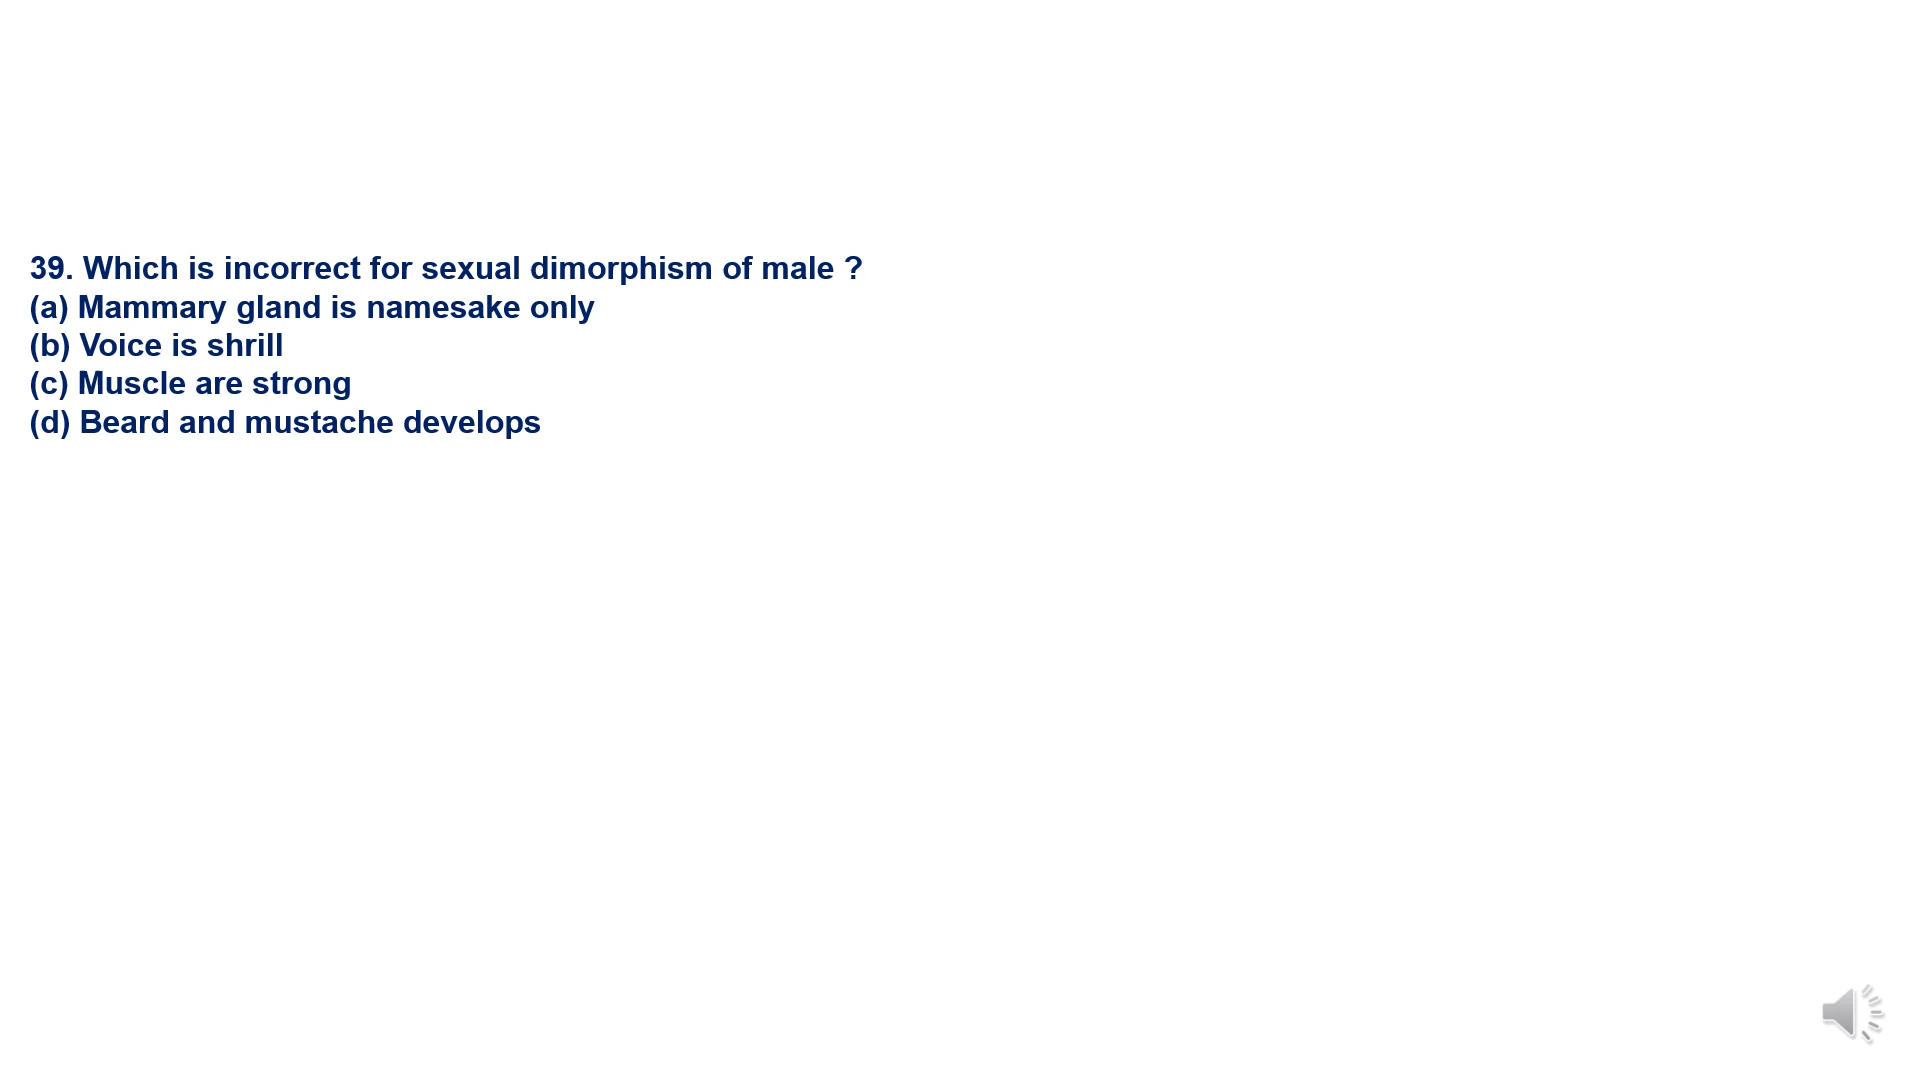 39. Which is incorrect for sexual dimorphism of male ?
(a) Mammary gland is namesake only
(b) Voice is shrill
(c) Muscle are strong
(d) Beard and mustache develops